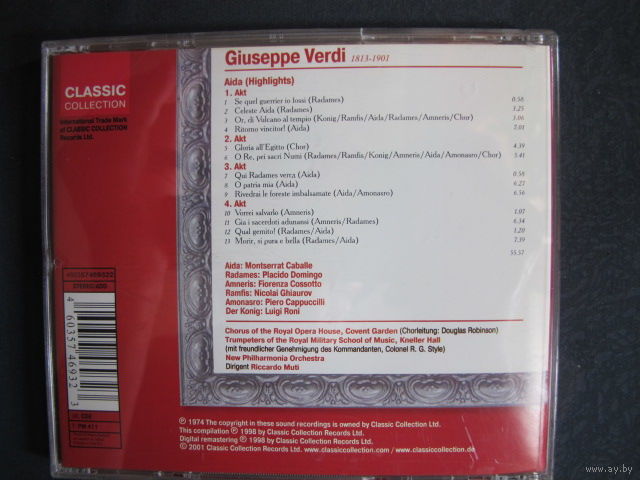 Giuseppe Verdi 1813-1901
CLASSIC
COLLECTION
International Trade Mark
of CLASSIC COLLECTION
Records Ltd.
Aida (Highlights)
1. Akt
1 Se quel guerrier io fossi (Radames) 0.58
2 Celeste Aida (Radames) 3.25
3 Or, di Vulcano al tempio (Konig/Ramfis/Aida/Radames/Amneris/Chor) 3.06
4 Ritorno vincitor! (Aida) 7.01
2. Akt
5 Gloria all'Egitto (Chor) 4.39
6 O Re, pei sacri Numi (Radames/Ramfis/Konig/Amneris/Aida/Amonasro/Chor) 5.41
3. Akt
7 Qui Radames verra (Aida) 0.58
8 O patria mia (Aida) 6.27
9 Rivedrai le foreste imbalsamate (Aida/Amonasro) 6.56
4. Akt
10 Vorrei salvarlo (Amneris) 1.07
11 Gia i sacerdoti adunansi (Amneris/Radames) 6.34
12 Qual gemito! (Radames/Aida) 1.20
13 Morir, si pura e bella (Radames/Aida) 7.39
55.57
Aida: Montserrat Caballe
Radames: Placido Domingo
Amneris: Fiorenza Cossotto
Ramfis: Nicolai Ghiaurov
Amonasro: Piero Cappuccilli
Der Konig: Luigi Roni
Chorus of the Royal Opera House, Covent Garden (Chorleitung: Douglas Robinson)
Trumpeters of the Royal Military School of Music, Kneller Hall
(mit freundlicher Genehmigung des Kommandanten, Colonel R. G. Style)
New Philharmonia Orchestra
Dirigent Riccardo Muti
STEREO/ADD
4 60357 46932 3
℗ 1974 The copyright in these sound recordings is owned by Classic Collection Ltd.
This compilation ℗ 1998 by Classic Collection Records Ltd.
Digital remastering ℗ 1998 by Classic Collection Records Ltd.
© 2001 Classic Collection Records Ltd. www.classiccollection.com / www.classiccollection.de
www.ay.by